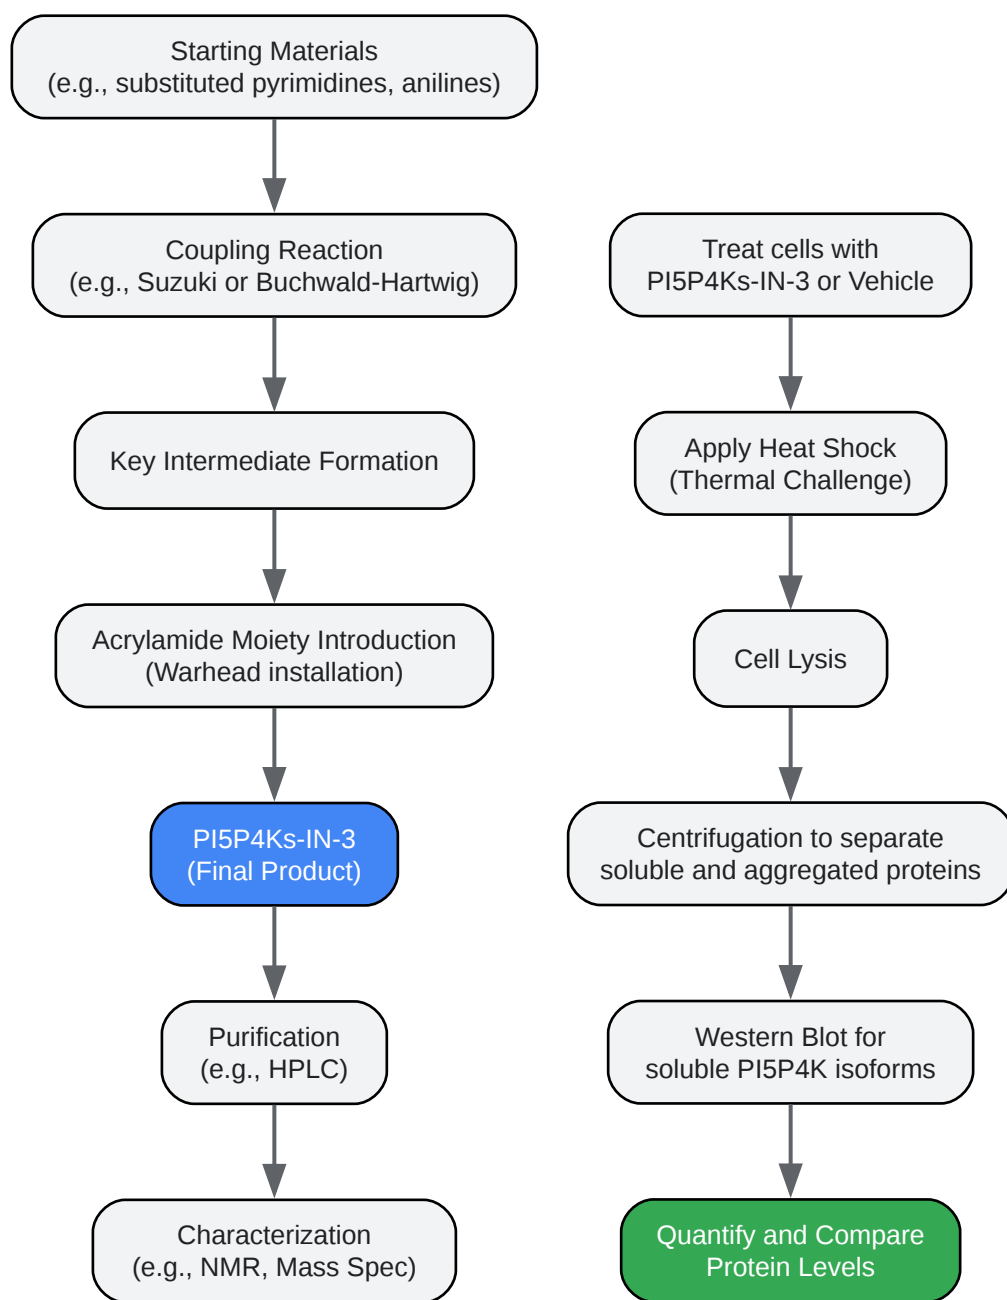 Starting Materials
(e.g., substituted pyrimidines, anilines)
Coupling Reaction
(e.g., Suzuki or Buchwald-Hartwig)
Key Intermediate Formation
Acrylamide Moiety Introduction
(Warhead installation)
PI5P4Ks-IN-3
(Final Product)
Purification
(e.g., HPLC)
Characterization
(e.g., NMR, Mass Spec)
Treat cells with
PI5P4Ks-IN-3 or Vehicle
Apply Heat Shock
(Thermal Challenge)
Cell Lysis
Centrifugation to separate
soluble and aggregated proteins
Western Blot for
soluble PI5P4K isoforms
Quantify and Compare
Protein Levels